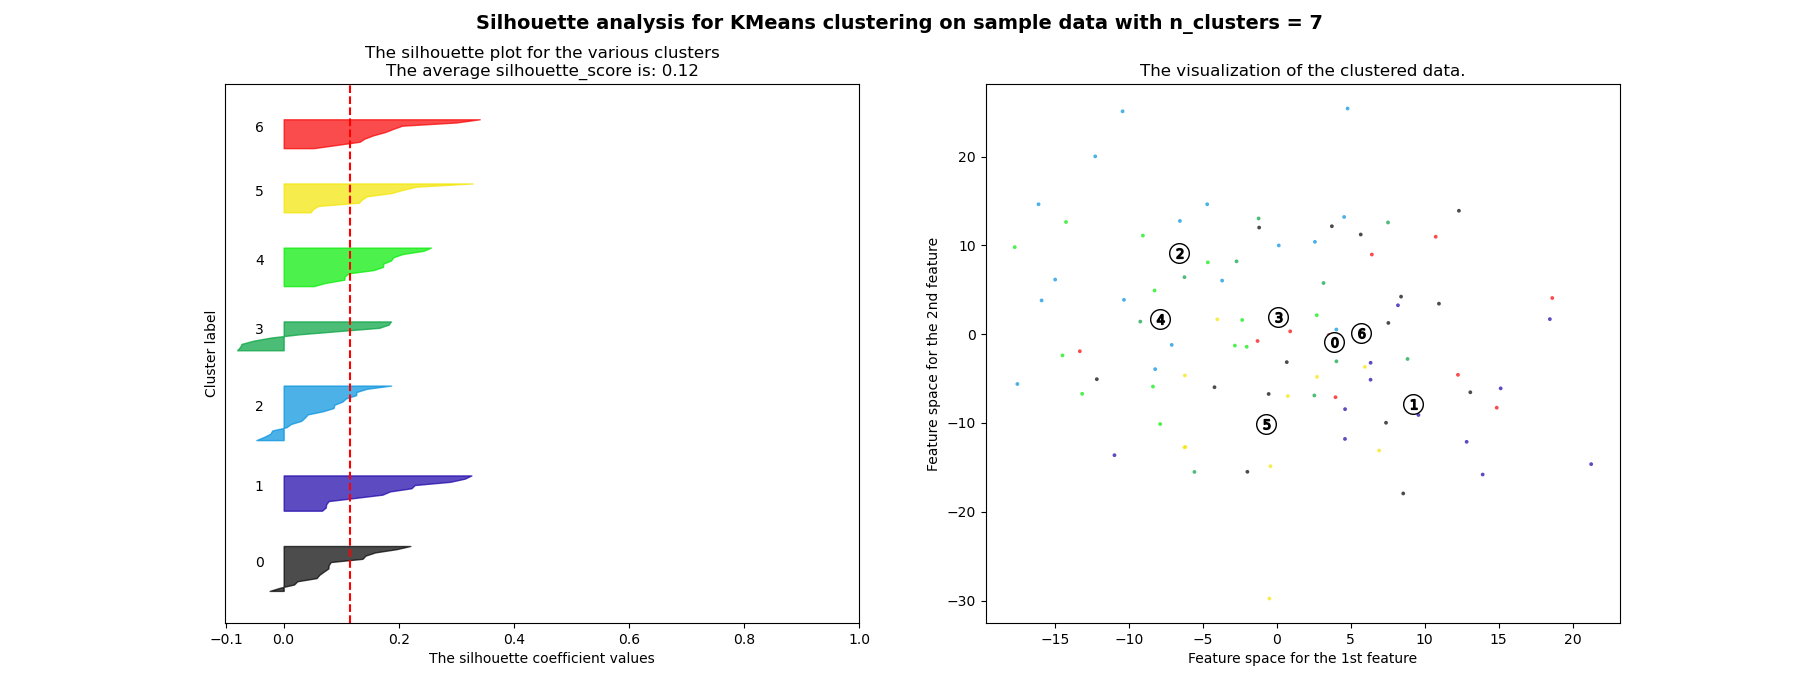 Silhouette analysis for KMeans clustering on sample data with n_clusters = 7
The silhouette plot for the various clusters
The average silhouette_score is: 0.12
Cluster label
6
5
4
3
2
1
0
−0.1 0.0 0.2 0.4 0.6 0.8 1.0
The silhouette coefficient values
The visualization of the clustered data.
Feature space for the 2nd feature
20
10
0
−10
−20
−30
2
4
3
6
0
1
5
−15 −10 −5 0 5 10 15 20
Feature space for the 1st feature